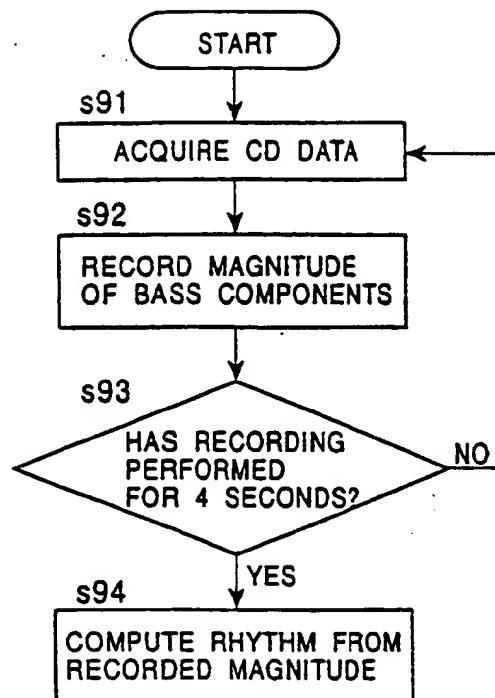 START
s91
ACQUIRE CD DATA
s92
RECORD MAGNITUDE
OF BASS COMPONENTS
s93
HAS RECORDING
PERFORMED
FOR 4 SECONDS?
NO
YES
s94
COMPUTE RHYTHM FROM
RECORDED MAGNITUDE